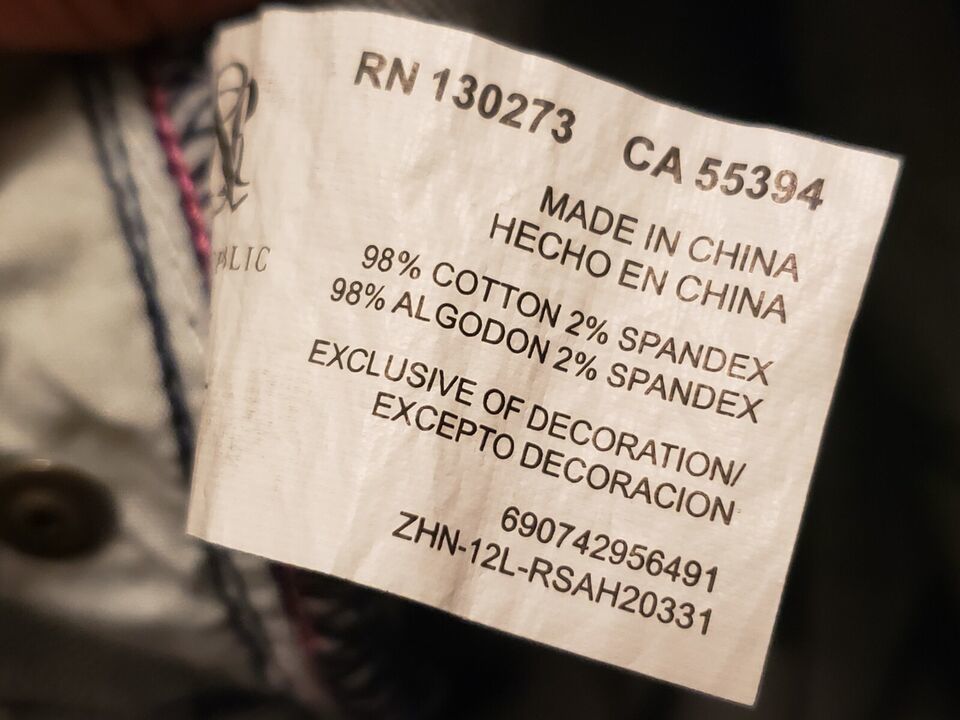 RN 130273 CA 55394
MADE IN CHINA
HECHO EN CHINA
98% COTTON 2% SPANDEX
98% ALGODON 2% SPANDEX
EXCLUSIVE OF DECORATION/
EXCEPTO DECORACION
690742956491
ZHN-12L-RSAH20331